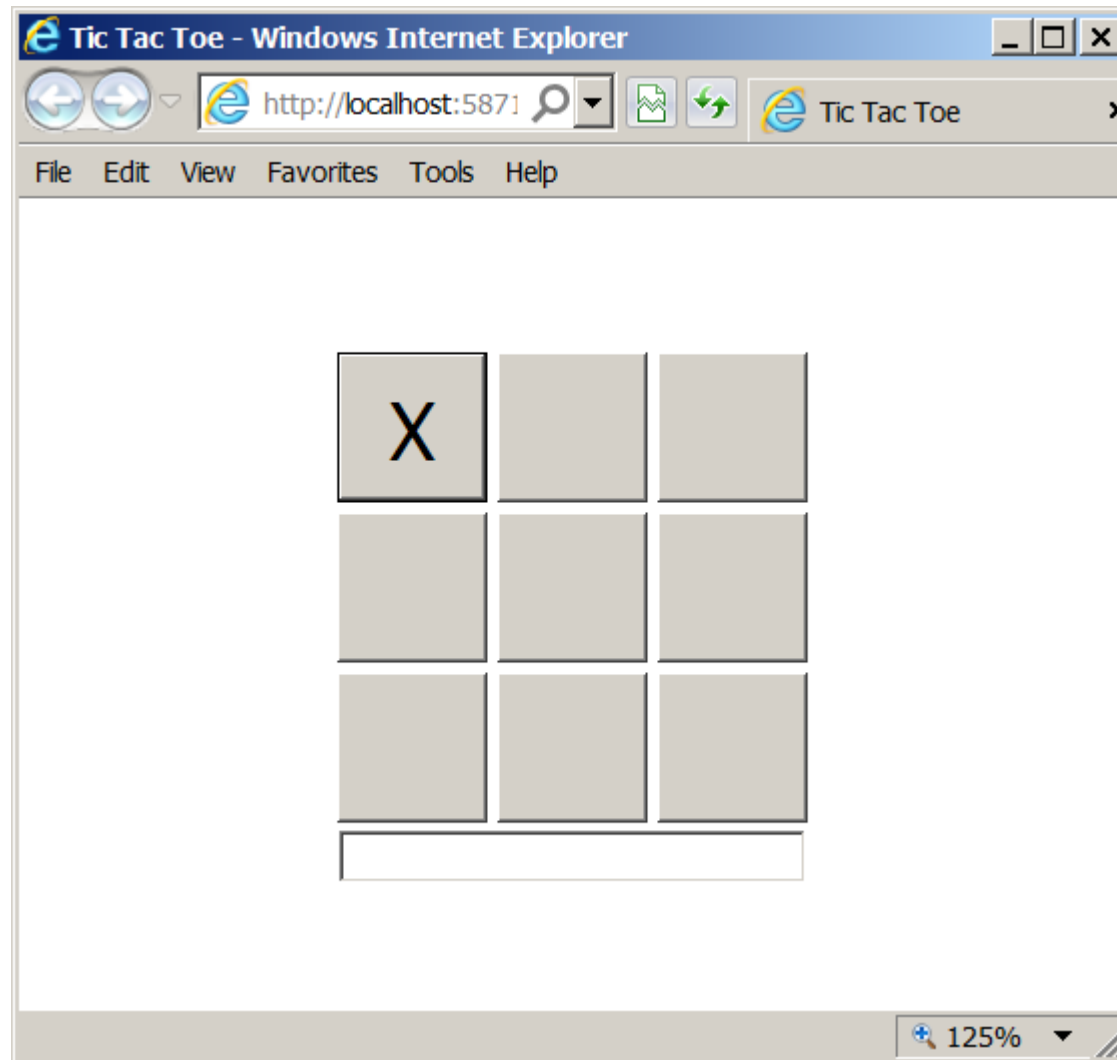 Tic Tac Toe - Windows Internet Explorer
http://localhost:5871
Tic Tac Toe
File Edit View Favorites Tools Help
X
125%